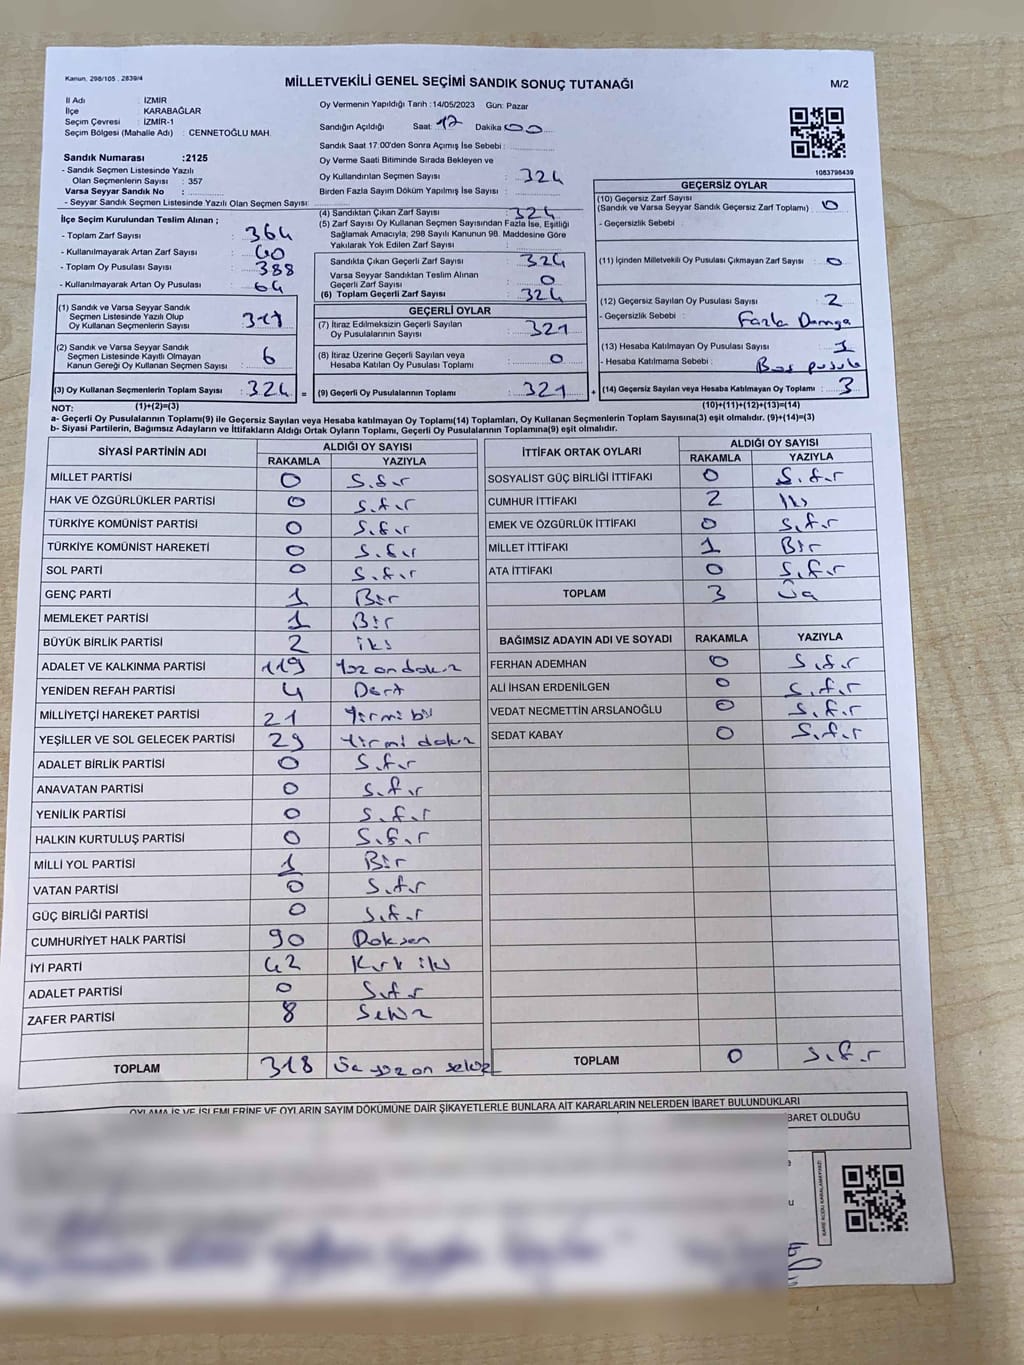 Kanun, 298/105 , 2839/4
MİLLETVEKİLİ GENEL SEÇİMİ SANDIK SONUÇ TUTANAĞI
M/2
İl Adı : İZMİR
İlçe : KARABAĞLAR
Seçim Çevresi : İZMİR-1
Seçim Bölgesi (Mahalle Adı) : CENNETOĞLU MAH.
Sandık Numarası :2125
- Sandık Seçmen Listesinde Yazılı
Olan Seçmenlerin Sayısı : 357
Varsa Seyyar Sandık No :
- Seyyar Sandık Seçmen Listesinde Yazılı Olan Seçmen Sayısı:
Oy Vermenin Yapıldığı Tarih :14/05/2023 Gün: Pazar
Sandığın Açıldığı Saat: 17 Dakika 00
Sandık Saat 17:00'den Sonra Açımış İse Sebebi :
Oy Verme Saati Bitiminde Sırada Bekleyen ve
Oy Kullandırılan Seçmen Sayısı : 324
Birden Fazla Sayım Döküm Yapılmış İse Sayısı :
1083798439
İlçe Seçim Kurulundan Teslim Alınan ;
- Toplam Zarf Sayısı : 364
- Kullanılmayarak Artan Zarf Sayısı : 40
- Toplam Oy Pusulası Sayısı : 388
- Kullanılmayarak Artan Oy Pusulası : 64
(1) Sandık ve Varsa Seyyar Sandık
Seçmen Listesinde Yazılı Olup
Oy Kullanan Seçmenlerin Sayısı :
(2) Sandık ve Varsa Seyyar Sandık
Seçmen Listesinde Kayıtlı Olmayan
Kanun Gereği Oy Kullanan Seçmen Sayısı : 6
(3) Oy Kullanan Seçmenlerin Toplam Sayısı : 324 =
(4) Sandıktan Çıkan Zarf Sayısı : 324
(5) Zarf Sayısı Oy Kullanan Seçmen Sayısından Fazla İse, Eşitliği
Sağlamak Amacıyla, 298 Sayılı Kanunun 98. Maddesine Göre
Yakılarak Yok Edilen Zarf Sayısı :
Sandıkta Çıkan Geçerli Zarf Sayısı : 324
Varsa Seyyar Sandıktan Teslim Alınan
Geçerli Zarf Sayısı : 0
(6) Toplam Geçerli Zarf Sayısı : 324
GEÇERLİ OYLAR
(7) İtiraz Edilmeksizin Geçerli Sayılan
Oy Pusulalarının Sayısı : 321
(8) İtiraz Üzerine Geçerli Sayılan veya
Hesaba Katılan Oy Pusulası Toplamı : 0
(9) Geçerli Oy Pusulalarının Toplamı : 321 +
GEÇERSİZ OYLAR
(10) Geçersiz Zarf Sayısı
(Sandık ve Varsa Seyyar Sandık Geçersiz Zarf Toplamı) : 0
- Geçersizlik Sebebi :
(11) İçinden Milletvekili Oy Pusulası Çıkmayan Zarf Sayısı : 0
(12) Geçersiz Sayılan Oy Pusulası Sayısı : 2
- Geçersizlik Sebebi : Fazla Damga
(13) Hesaba Katılmayan Oy Pusulası Sayısı : 1
- Hesaba Katılmama Sebebi : Boş pusula
(14) Geçersiz Sayılan veya Hesaba Katılmayan Oy Toplamı : 3
NOT: (1)+(2)=(3) (10)+(11)+(12)+(13)=(14)
a- Geçerli Oy Pusulalarının Toplamı(9) ile Geçersiz Sayılan veya Hesaba katılmayan Oy Toplamı(14) Toplamları, Oy Kullanan Seçmenlerin Toplam Sayısına(3) eşit olmalıdır. (9)+(14)=(3)
b- Siyasi Partilerin, Bağımsız Adayların ve İttifakların Aldığı Ortak Oyların Toplamı, Geçerli Oy Pusulalarının Toplamına(9) eşit olmalıdır.
SİYASİ PARTİNİN ADI ALDIĞI OY SAYISI
RAKAMLA YAZIYLA
MİLLET PARTİSİ 0 Sıfır
HAK VE ÖZGÜRLÜKLER PARTİSİ 0 Sıfır
TÜRKİYE KOMÜNİST PARTİSİ 0 Sıfır
TÜRKİYE KOMÜNİST HAREKETİ 0 Sıfır
SOL PARTİ 0 Sıfır
GENÇ PARTİ 1 Bir
MEMLEKET PARTİSİ 1 Bir
BÜYÜK BİRLİK PARTİSİ 2 iki
ADALET VE KALKINMA PARTİSİ 119 Yüz on dokuz
YENİDEN REFAH PARTİSİ 4 Dört
MİLLİYETÇİ HAREKET PARTİSİ 21 Yirmi bir
YEŞİLLER VE SOL GELECEK PARTİSİ 29 Yirmi dokuz
ADALET BİRLİK PARTİSİ 0 Sıfır
ANAVATAN PARTİSİ 0 Sıfır
YENİLİK PARTİSİ 0 Sıfır
HALKIN KURTULUŞ PARTİSİ 0 Sıfır
MİLLİ YOL PARTİSİ 1 Bir
VATAN PARTİSİ 0 Sıfır
GÜÇ BİRLİĞİ PARTİSİ 0 Sıfır
CUMHURİYET HALK PARTİSİ 90 Doksan
İYİ PARTİ 42 Kırk iki
ADALET PARTİSİ 0 Sıfır
ZAFER PARTİSİ 8 Sekiz
TOPLAM 318 Üç yüz on sekiz
İTTİFAK ORTAK OYLARI ALDIĞI OY SAYISI
RAKAMLA YAZIYLA
SOSYALİST GÜÇ BİRLİĞİ İTTİFAKI 0 Sıfır
CUMHUR İTTİFAKI 2 İki
EMEK VE ÖZGÜRLÜK İTTİFAKI 0 Sıfır
MİLLET İTTİFAKI 1 Bir
ATA İTTİFAKI 0 Sıfır
TOPLAM 3 Üç
BAĞIMSIZ ADAYIN ADI VE SOYADI RAKAMLA YAZIYLA
FERHAN ADEMHAN 0 Sıfır
ALİ İHSAN ERDENİLGEN 0 Sıfır
VEDAT NECMETTİN ARSLANOĞLU 0 Sıfır
SEDAT KABAY 0 Sıfır
TOPLAM 0 Sıfır
OYLAMA İŞ VE İŞLEMLERİNE VE OYLARIN SAYIM DÖKÜMÜNE DAİR ŞİKAYETLERLE BUNLARA AİT KARARLARIN NELERDEN İBARET BULUNDUKLARI
BARET OLDUĞU
KARE KODU KARALAMAYINIZ!